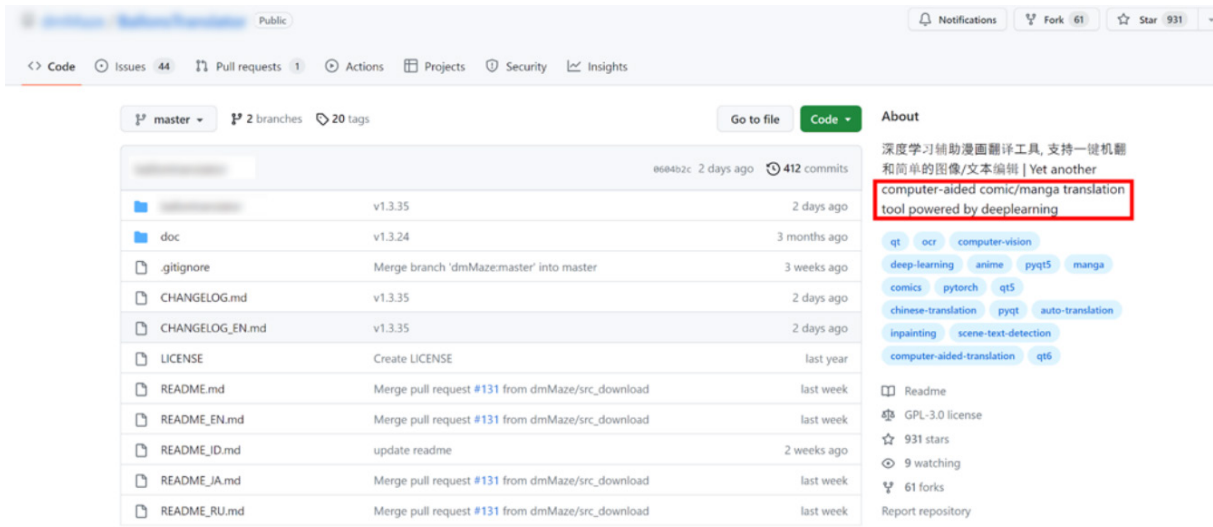 Public
Notifications
Fork 61
Star 931
Code
Issues 44
Pull requests 1
Actions
Projects
Security
Insights
master
2 branches
20 tags
Go to file
Code
2 days ago
412 commits
v1.3.35
2 days ago
doc
v1.3.24
3 months ago
.gitignore
Merge branch 'dmMaze:master' into master
3 weeks ago
CHANGELOG.md
v1.3.35
2 days ago
CHANGELOG_EN.md
v1.3.35
2 days ago
LICENSE
Create LICENSE
last year
README.md
Merge pull request #131 from dmMaze/src_download
last week
README_EN.md
Merge pull request #131 from dmMaze/src_download
last week
README_ID.md
update readme
2 weeks ago
README_JA.md
Merge pull request #131 from dmMaze/src_download
last week
README_RU.md
Merge pull request #131 from dmMaze/src_download
last week
About
深度学习辅助漫画翻译工具, 支持一键机翻
和简单的图像/文本编辑 | Yet another
computer-aided comic/manga translation
tool powered by deeplearning
qt ocr computer-vision
deep-learning anime pyqt5 manga
comics pytorch qt5
chinese-translation pyqt auto-translation
inpainting scene-text-detection
computer-aided-translation qt6
Readme
GPL-3.0 license
931 stars
9 watching
61 forks
Report repository